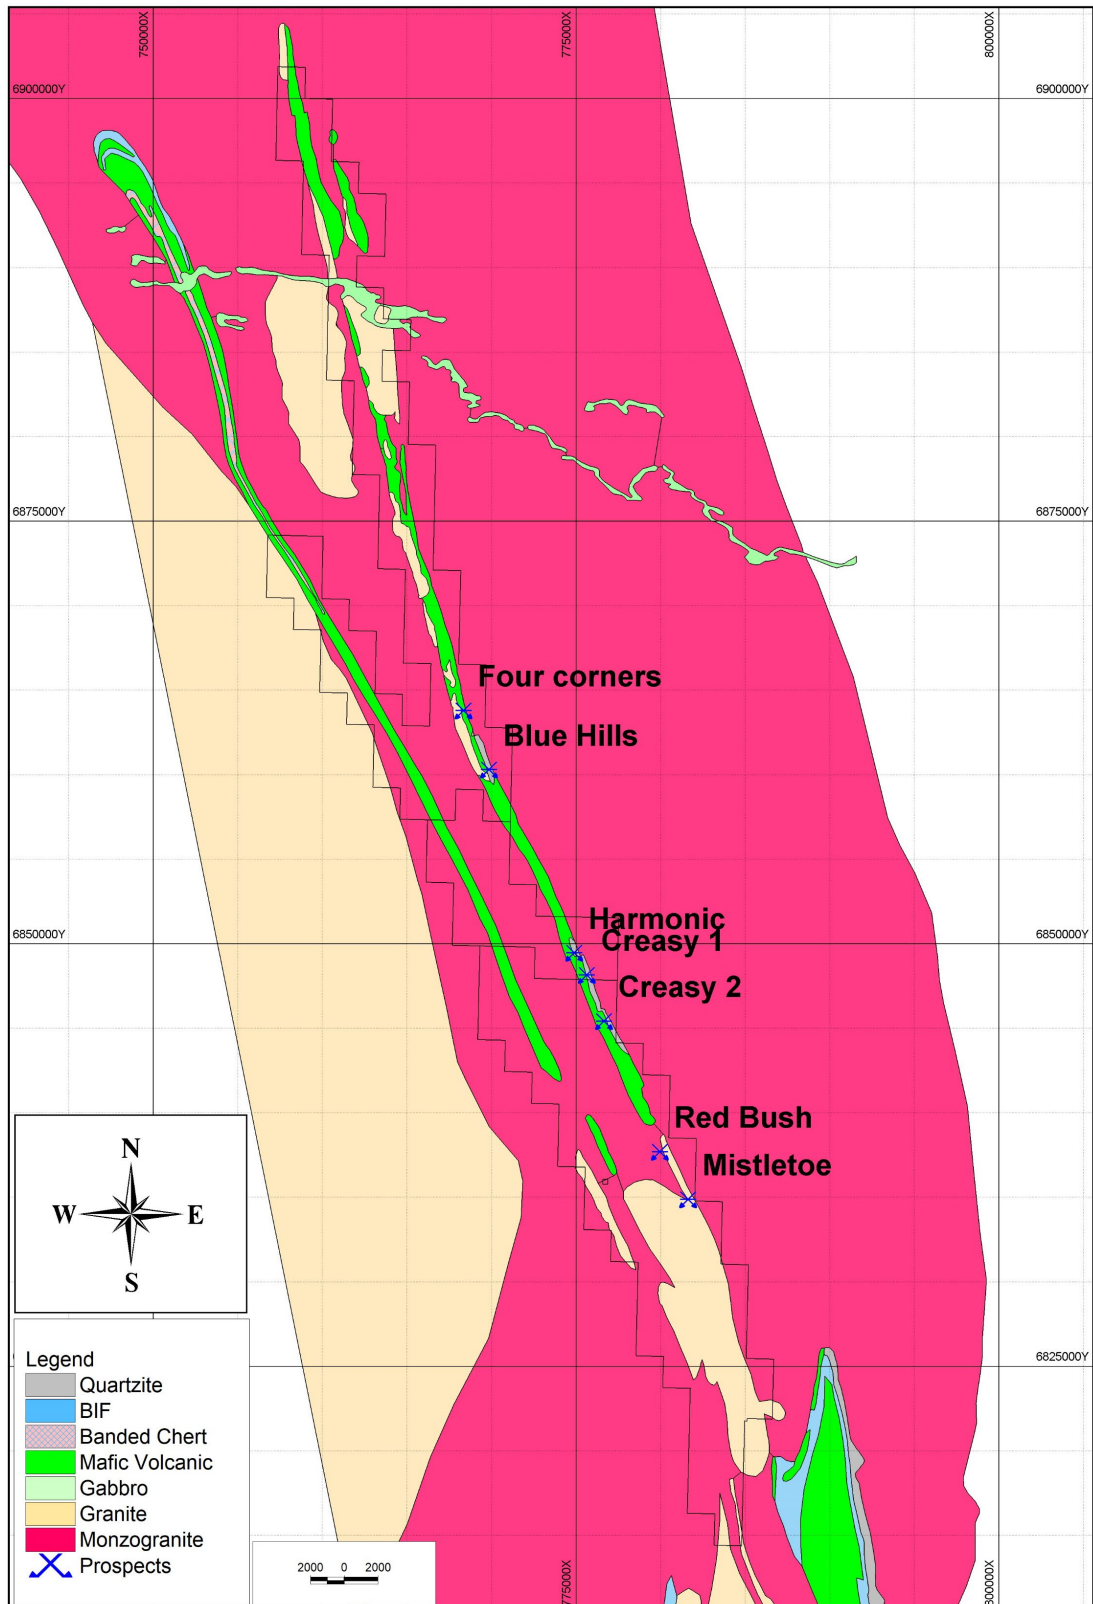 750000X
775000X
800000X
6900000Y
6900000Y
6875000Y
6875000Y
Four corners
Blue Hills
Harmonic
Creasy 1
6850000Y
6850000Y
Creasy 2
Red Bush
Mistletoe
N
W
E
S
6825000Y
Legend
Quartzite
BIF
Banded Chert
Mafic Volcanic
Gabbro
Granite
Monzogranite
Prospects
2000 0 2000
775000X